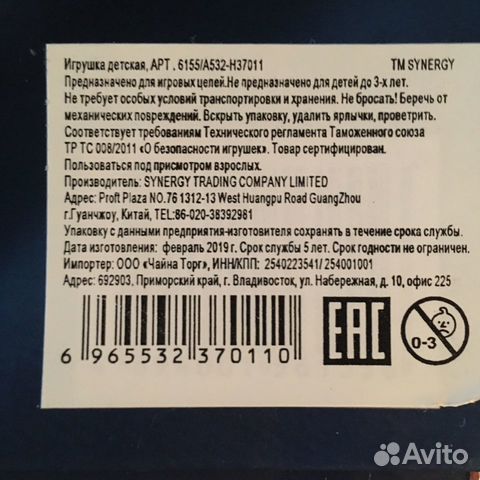 Игрушка детская, АРТ . 6155/A532-H37011 TM SYNERGY
Предназначено для игровых целей.Не предназначено для детей до 3-х лет.
Не требует особых условий транспортировки и хранения. Не бросать! Беречь от
механических повреждений. Вскрыть упаковку, удалить ярлычки, проветрить.
Соответствует требованиям Технического регламента Таможенного союза
ТР ТС 008/2011 «О безопасности игрушек». Товар сертифицирован.
Пользоваться под присмотром взрослых.
Производитель: SYNERGY TRADING COMPANY LIMITED
Адрес: Proft Plaza NO.76 1312-13 West Huangpu Road GuangZhou
г.Гуанчжоу, Китай, TEL:86-020-38392981
Упаковку с данными предприятия-изготовителя сохранять в течение срока службы.
Дата изготовления: февраль 2019 г. Срок службы 5 лет. Срок годности не ограничен.
Импортер: ООО «Чайна Торг», ИНН/КПП: 2540223541/ 254001001
Адрес: 692903, Приморский край, г. Владивосток, ул. Набережная, д. 10, офис 225
6 965532 370110
EAC
0-3
Avito